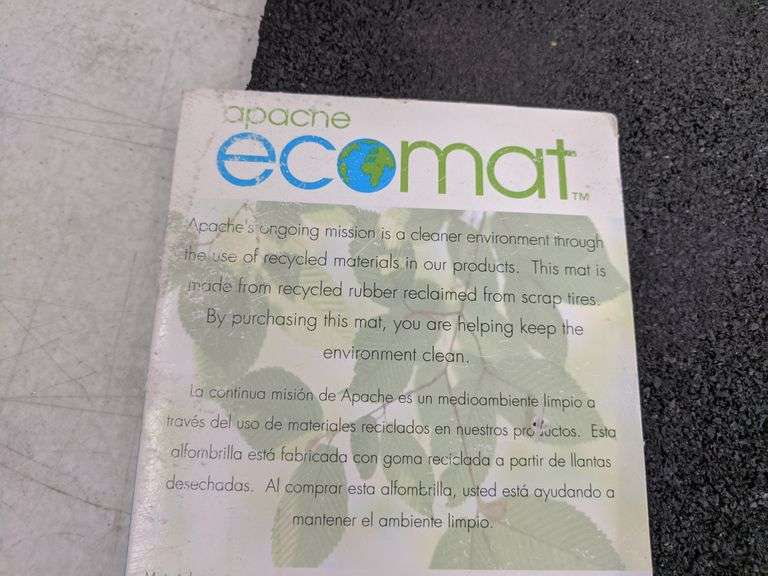 apache
ecomat™
Apache's ongoing mission is a cleaner environment through
the use of recycled materials in our products. This mat is
made from recycled rubber reclaimed from scrap tires.
By purchasing this mat, you are helping keep the
environment clean.
La continua misión de Apache es un medioambiente limpio a
través del uso de materiales reciclados en nuestros productos. Esta
alfombrilla está fabricada con goma reciclada a partir de llantas
desechadas. Al comprar esta alfombrilla, usted está ayudando a
mantener el ambiente limpio.